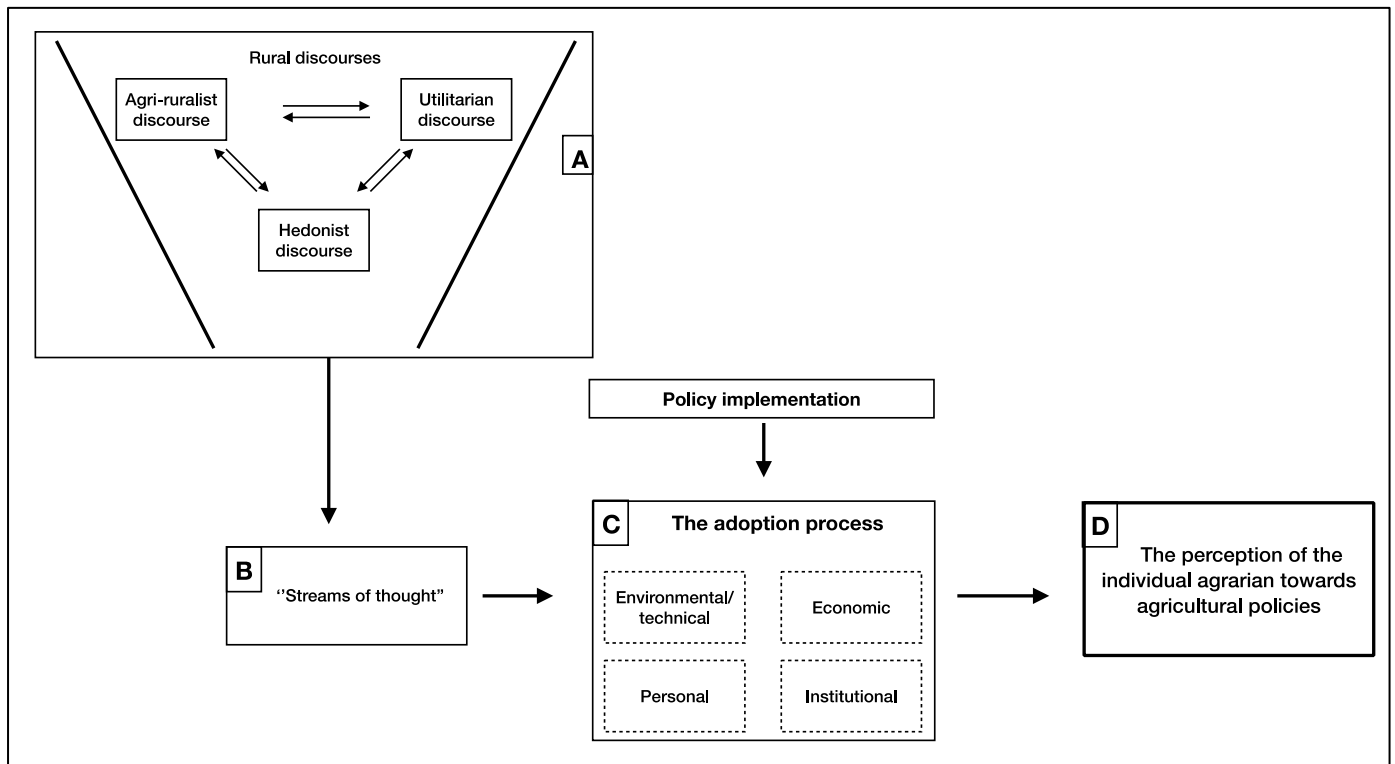 Rural discourses
Agri-ruralist
discourse
Utilitarian
discourse
A
Hedonist
discourse
Policy implementation
B
‘’Streams of thought”
C
The adoption process
Environmental/
technical
Economic
Personal
Institutional
D
The perception of the
individual agrarian towards
agricultural policies